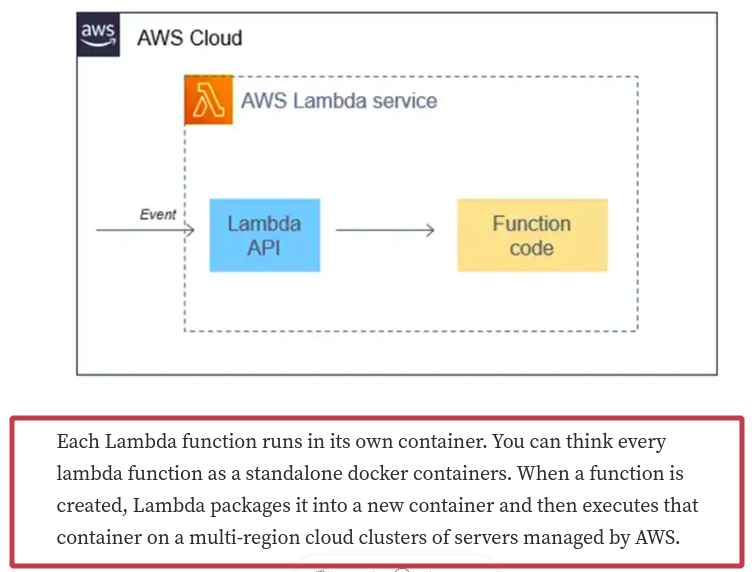 aws
AWS Cloud
AWS Lambda service
Event
Lambda
API
Function
code
Each Lambda function runs in its own container. You can think every
lambda function as a standalone docker containers. When a function is
created, Lambda packages it into a new container and then executes that
container on a multi-region cloud clusters of servers managed by AWS.